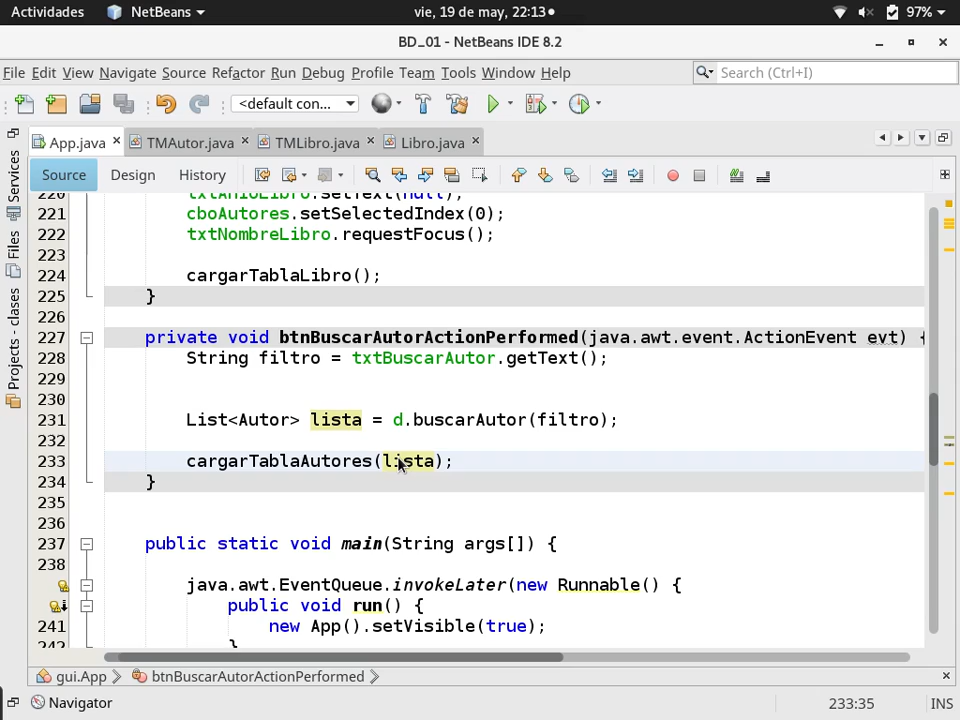 Actividades NetBeans vie, 19 de may, 22:13 97%
BD_01 - NetBeans IDE 8.2
File Edit View Navigate Source Refactor Run Debug Profile Team Tools Window Help Search (Ctrl+I)
<default con...
App.java TMAutor.java TMLibro.java Libro.java
Source Design History
Services
Files
Projects - clases
220 txtAnioLibro.setText(null);
221 cboAutores.setSelectedIndex(0);
222 txtNombreLibro.requestFocus();
223
224 cargarTablaLibro();
225 }
226
227 private void btnBuscarAutorActionPerformed(java.awt.event.ActionEvent evt) {
228 String filtro = txtBuscarAutor.getText();
229
230
231 List<Autor> lista = d.buscarAutor(filtro);
232
233 cargarTablaAutores(lista);
234 }
235
236
237 public static void main(String args[]) {
238
java.awt.EventQueue.invokeLater(new Runnable() {
public void run() {
241 new App().setVisible(true);
242 }
gui.App btnBuscarAutorActionPerformed
Navigator 233:35 INS